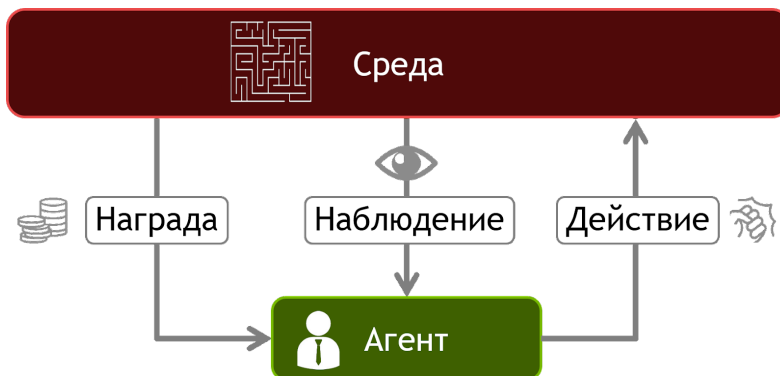 Среда
Награда
Наблюдение
Действие
Агент